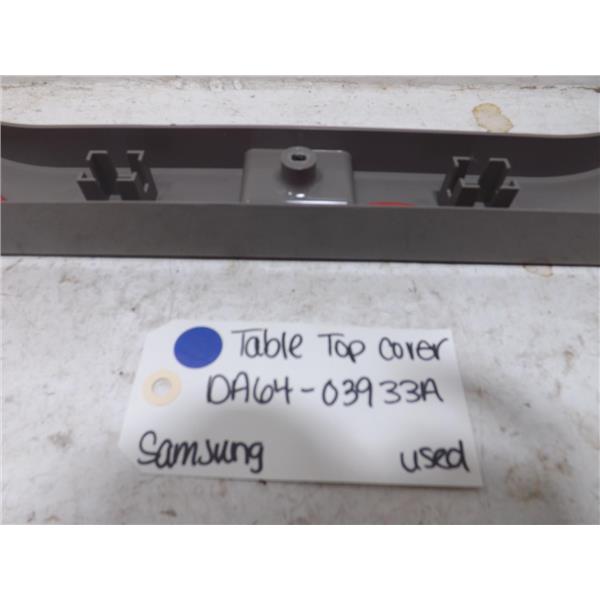 Table Top Cover
DA64-03933A
Samsung used